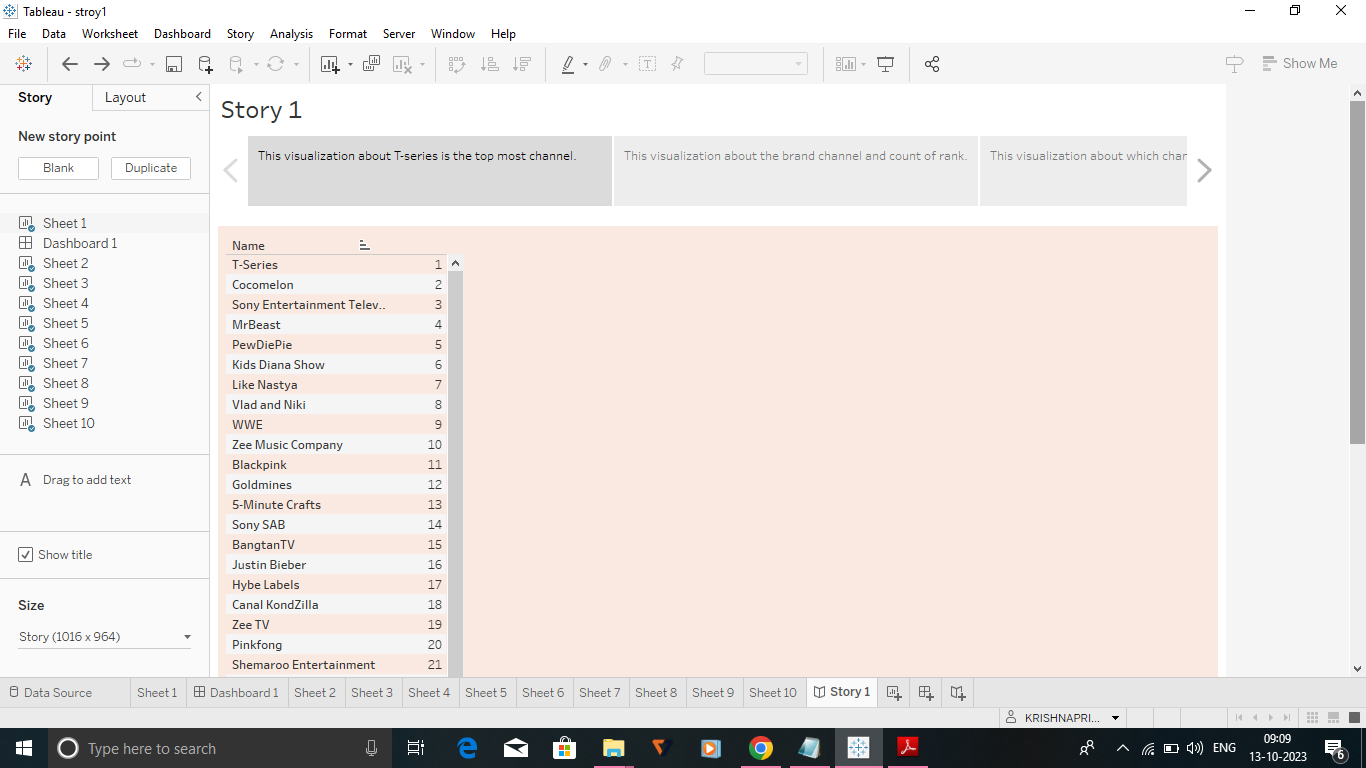 Tableau - stroy1
File Data Worksheet Dashboard Story Analysis Format Server Window Help
Show Me
Story Layout
New story point
Blank Duplicate
Sheet 1
Dashboard 1
Sheet 2
Sheet 3
Sheet 4
Sheet 5
Sheet 6
Sheet 7
Sheet 8
Sheet 9
Sheet 10
A Drag to add text
Show title
Size
Story (1016 x 964)
Story 1
This visualization about T-series is the top most channel.
This visualization about the brand channel and count of rank.
This visualization about which char
Name
T-Series 1
Cocomelon 2
Sony Entertainment Telev.. 3
MrBeast 4
PewDiePie 5
Kids Diana Show 6
Like Nastya 7
Vlad and Niki 8
WWE 9
Zee Music Company 10
Blackpink 11
Goldmines 12
5-Minute Crafts 13
Sony SAB 14
BangtanTV 15
Justin Bieber 16
Hybe Labels 17
Canal KondZilla 18
Zee TV 19
Pinkfong 20
Shemaroo Entertainment 21
Data Source Sheet 1 Dashboard 1 Sheet 2 Sheet 3 Sheet 4 Sheet 5 Sheet 6 Sheet 7 Sheet 8 Sheet 9 Sheet 10 Story 1
KRISHNAPRI...
Type here to search
ENG
09:09
13-10-2023
6